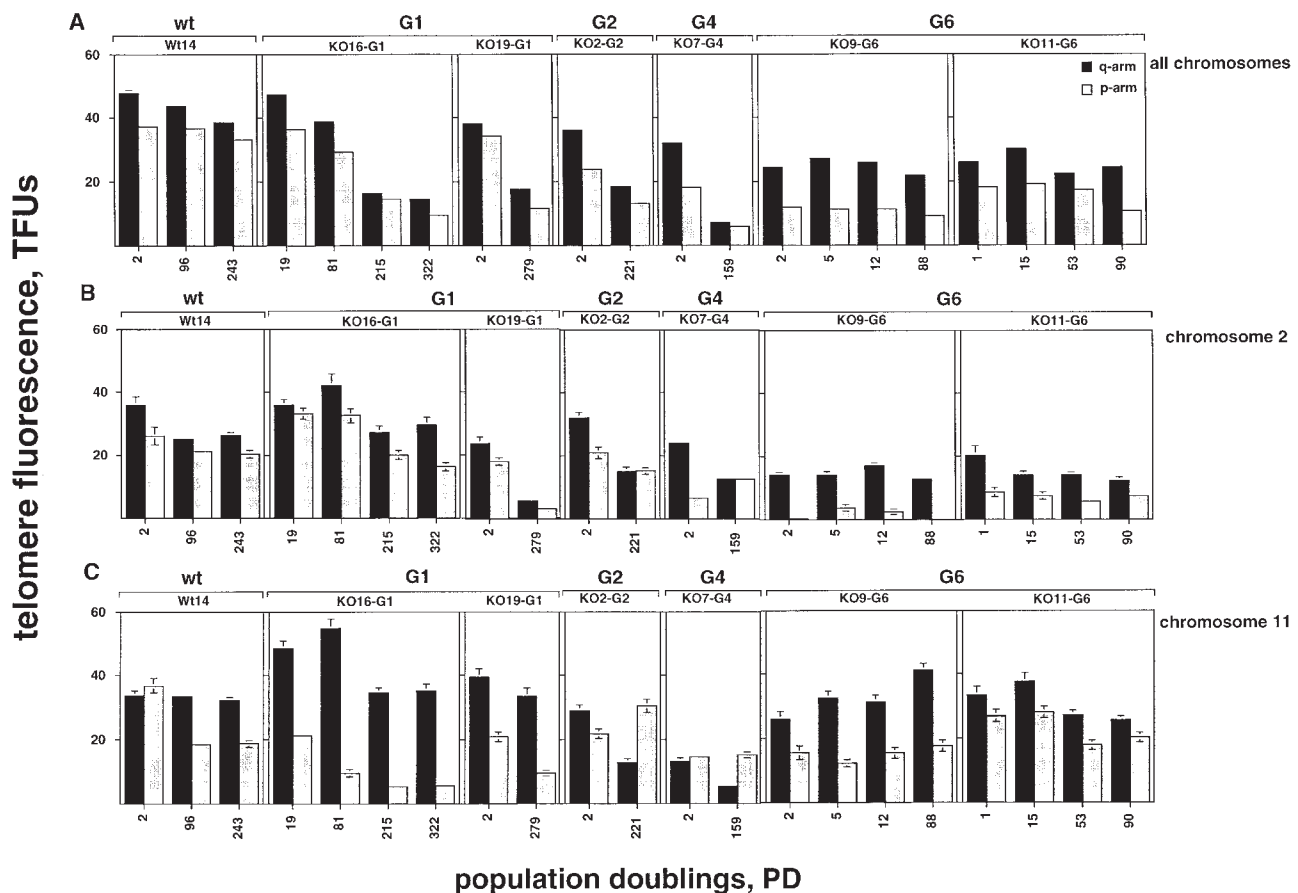 A wt G1 G2 G4 G6
Wt14 KO16-G1 KO19-G1 KO2-G2 KO7-G4 KO9-G6 KO11-G6
all chromosomes
q-arm
p-arm
60
40
20
2 96 243 19 81 215 322 2 279 2 221 2 159 2 5 12 88 1 15 53 90
B wt G1 G2 G4 G6
Wt14 KO16-G1 KO19-G1 KO2-G2 KO7-G4 KO9-G6 KO11-G6
chromosome 2
60
40
20
2 96 243 19 81 215 322 2 279 2 221 2 159 2 5 12 88 1 15 53 90
C wt G1 G2 G4 G6
Wt14 KO16-G1 KO19-G1 KO2-G2 KO7-G4 KO9-G6 KO11-G6
chromosome 11
60
40
20
2 96 243 19 81 215 322 2 279 2 221 2 159 2 5 12 88 1 15 53 90
telomere fluorescence, TFUs
population doublings, PD